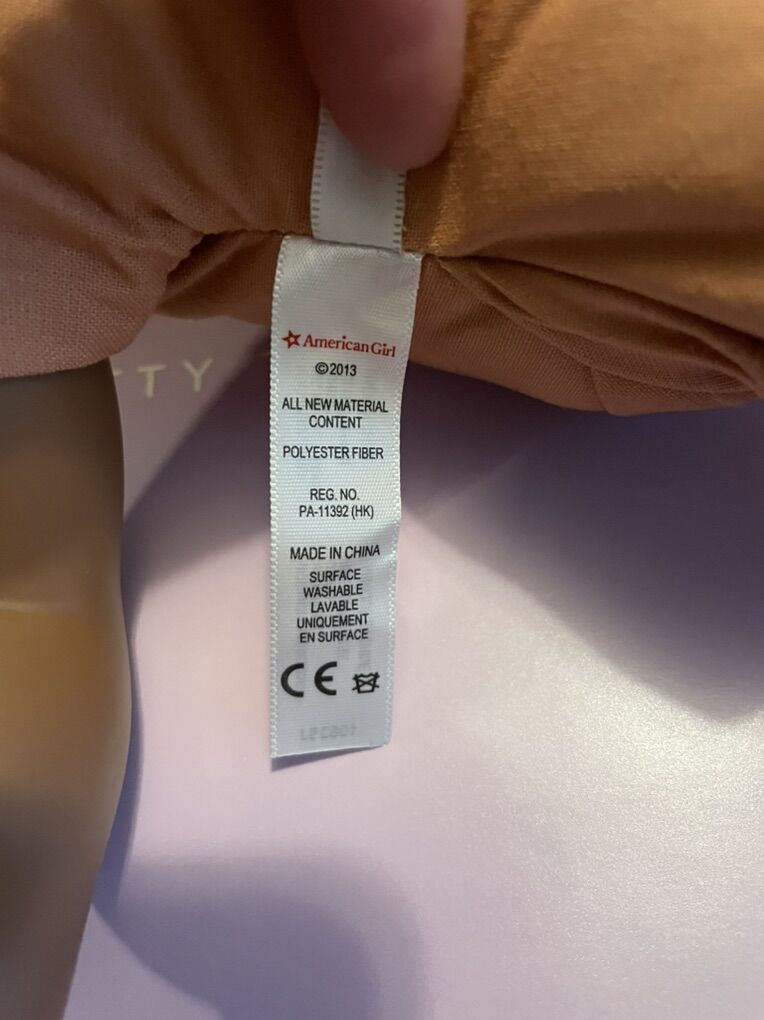 TTY
American Girl
©2013
ALL NEW MATERIAL
CONTENT
POLYESTER FIBER
REG. NO.
PA-11392 (HK)
MADE IN CHINA
SURFACE
WASHABLE
LAVABLE
UNIQUEMENT
EN SURFACE
CE